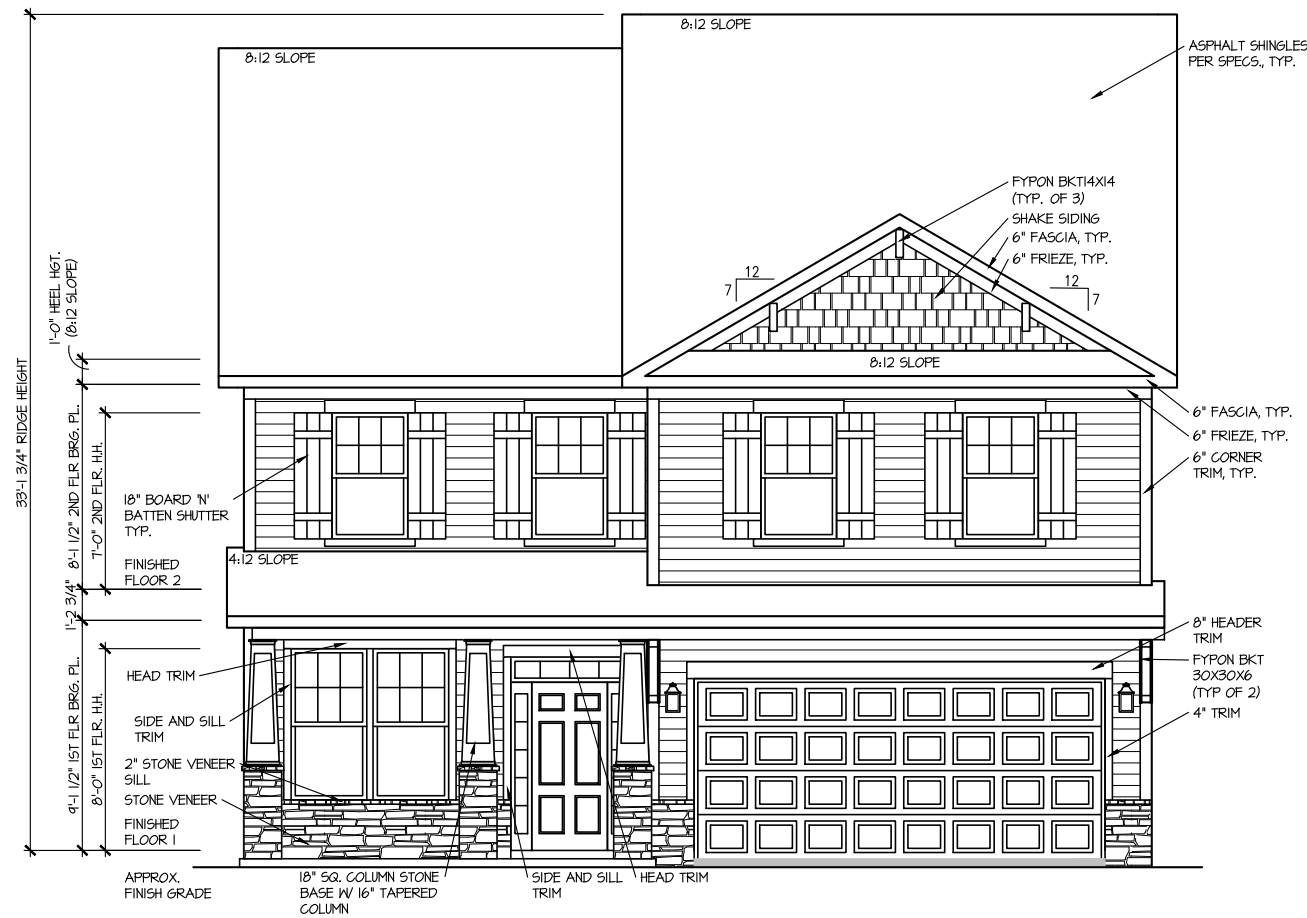 8:12 SLOPE
8:12 SLOPE
ASPHALT SHINGLES
PER SPECS., TYP.
FYPON BKT14X14
(TYP. OF 3)
SHAKE SIDING
6" FASCIA, TYP.
6" FRIEZE, TYP.
12
7
12
7
8:12 SLOPE
1'-0" HEEL HGT.
(8:12 SLOPE)
33'-1 3/4" RIDGE HEIGHT
8'-1 1/2" 2ND FLR BRG. PL.
7'-0" 2ND FLR. H.H.
6" FASCIA, TYP.
6" FRIEZE, TYP.
6" CORNER
TRIM, TYP.
18" BOARD 'N'
BATTEN SHUTTER
TYP.
4:12 SLOPE
FINISHED
FLOOR 2
1'-2 3/4"
9'-1 1/2" 1ST FLR BRG. PL.
8'-0" 1ST FLR. H.H.
8" HEADER
TRIM
FYPON BKT
30X30X6
(TYP OF 2)
4" TRIM
HEAD TRIM
SIDE AND SILL
TRIM
2" STONE VENEER
SILL
STONE VENEER
FINISHED
FLOOR 1
APPROX.
FINISH GRADE
18" SQ. COLUMN STONE
BASE W/ 16" TAPERED
COLUMN
SIDE AND SILL
TRIM
HEAD TRIM